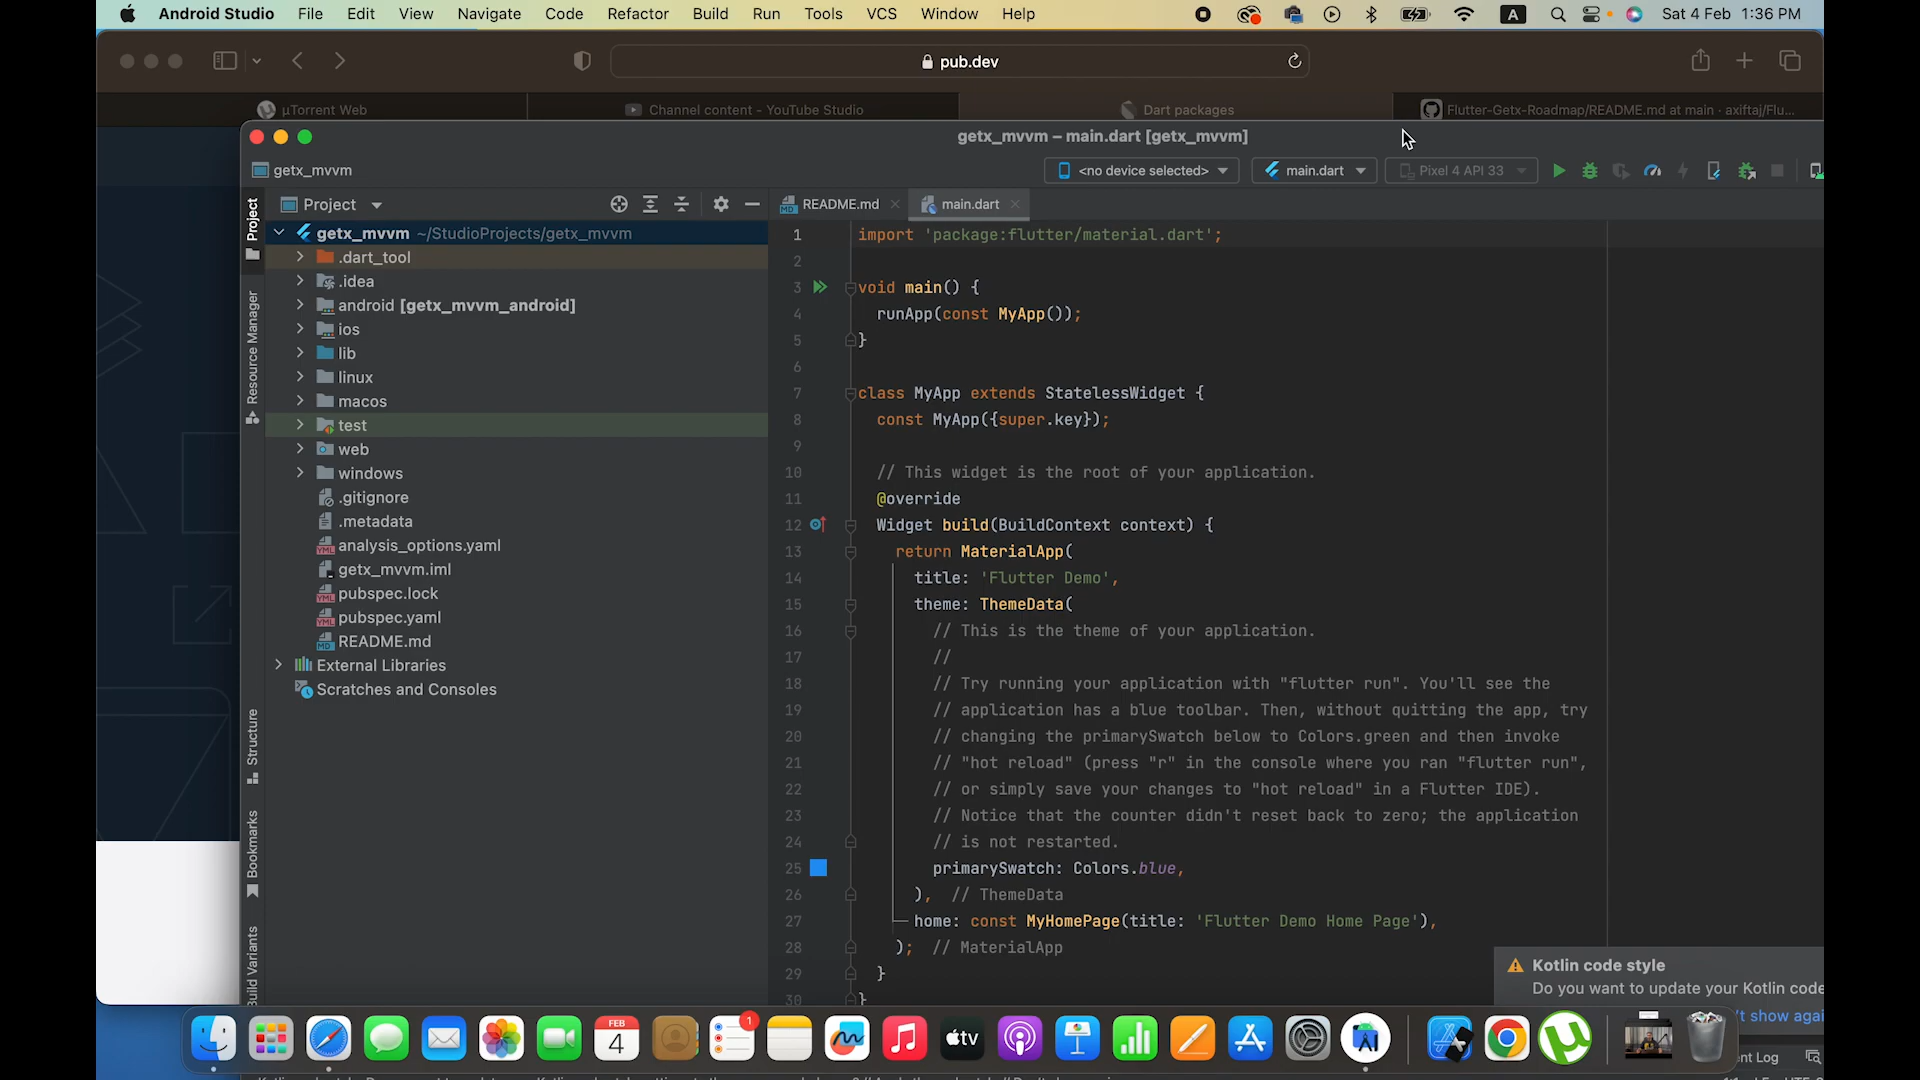 Android Studio File Edit View Navigate Code Refactor Build Run Tools VCS Window Help A Sat 4 Feb 1:36 PM
pub.dev
µTorrent Web Channel content - YouTube Studio Dart packages Flutter-Getx-Roadmap/README.md at main · axiftaj/Flu...
getx_mvvm – main.dart [getx_mvvm]
getx_mvvm <no device selected> main.dart Pixel 4 API 33
Project README.md main.dart
Project
Resource Manager
Structure
Bookmarks
Build Variants
getx_mvvm ~/StudioProjects/getx_mvvm
.dart_tool
.idea
android [getx_mvvm_android]
ios
lib
linux
macos
test
web
windows
.gitignore
.metadata
analysis_options.yaml
getx_mvvm.iml
pubspec.lock
pubspec.yaml
README.md
External Libraries
Scratches and Consoles
1 import 'package:flutter/material.dart';
2
3 void main() {
4 runApp(const MyApp());
5 }
6
7 class MyApp extends StatelessWidget {
8 const MyApp({super.key});
9
10 // This widget is the root of your application.
11 @override
12 Widget build(BuildContext context) {
13 return MaterialApp(
14 title: 'Flutter Demo',
15 theme: ThemeData(
16 // This is the theme of your application.
17 //
18 // Try running your application with "flutter run". You'll see the
19 // application has a blue toolbar. Then, without quitting the app, try
20 // changing the primarySwatch below to Colors.green and then invoke
21 // "hot reload" (press "r" in the console where you ran "flutter run",
22 // or simply save your changes to "hot reload" in a Flutter IDE).
23 // Notice that the counter didn't reset back to zero; the application
24 // is not restarted.
25 primarySwatch: Colors.blue,
26 ), // ThemeData
27 home: const MyHomePage(title: 'Flutter Demo Home Page'),
28 ); // MaterialApp
29 }
30 }
Kotlin code style
Do you want to update your Kotlin code
't show agai
FEB
4
1
tv
ent Log